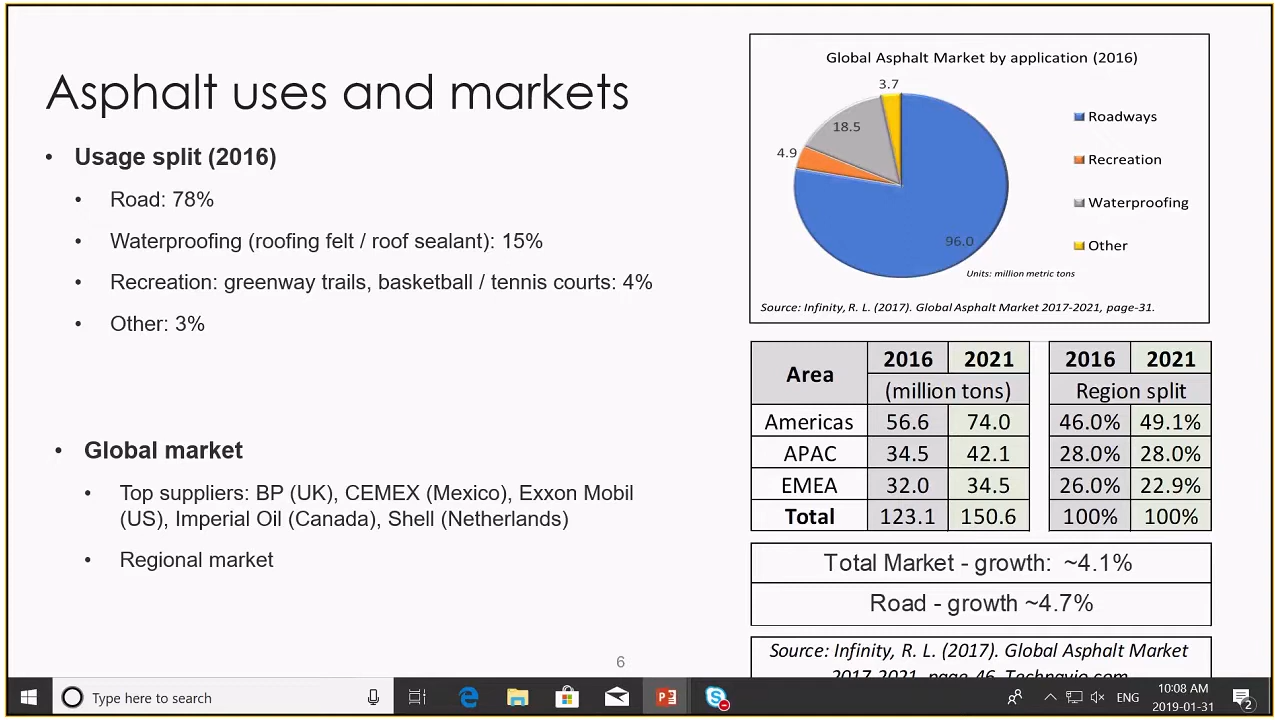 Asphalt uses and markets
• Usage split (2016)
• Road: 78%
• Waterproofing (roofing felt / roof sealant): 15%
• Recreation: greenway trails, basketball / tennis courts: 4%
• Other: 3%
• Global market
• Top suppliers: BP (UK), CEMEX (Mexico), Exxon Mobil
(US), Imperial Oil (Canada), Shell (Netherlands)
• Regional market
Global Asphalt Market by application (2016)
3.7
18.5
4.9
96.0
Roadways
Recreation
Waterproofing
Other
Units: million metric tons
Source: Infinity, R. L. (2017). Global Asphalt Market 2017-2021, page-31.
Area 2016 2021 2016 2021
(million tons) Region split
Americas 56.6 74.0 46.0% 49.1%
APAC 34.5 42.1 28.0% 28.0%
EMEA 32.0 34.5 26.0% 22.9%
Total 123.1 150.6 100% 100%
Total Market - growth: ~4.1%
Road - growth ~4.7%
Source: Infinity, R. L. (2017). Global Asphalt Market
2017-2021, page-46. Technavio.com
6
Type here to search
ENG
10:08 AM
2019-01-31
2